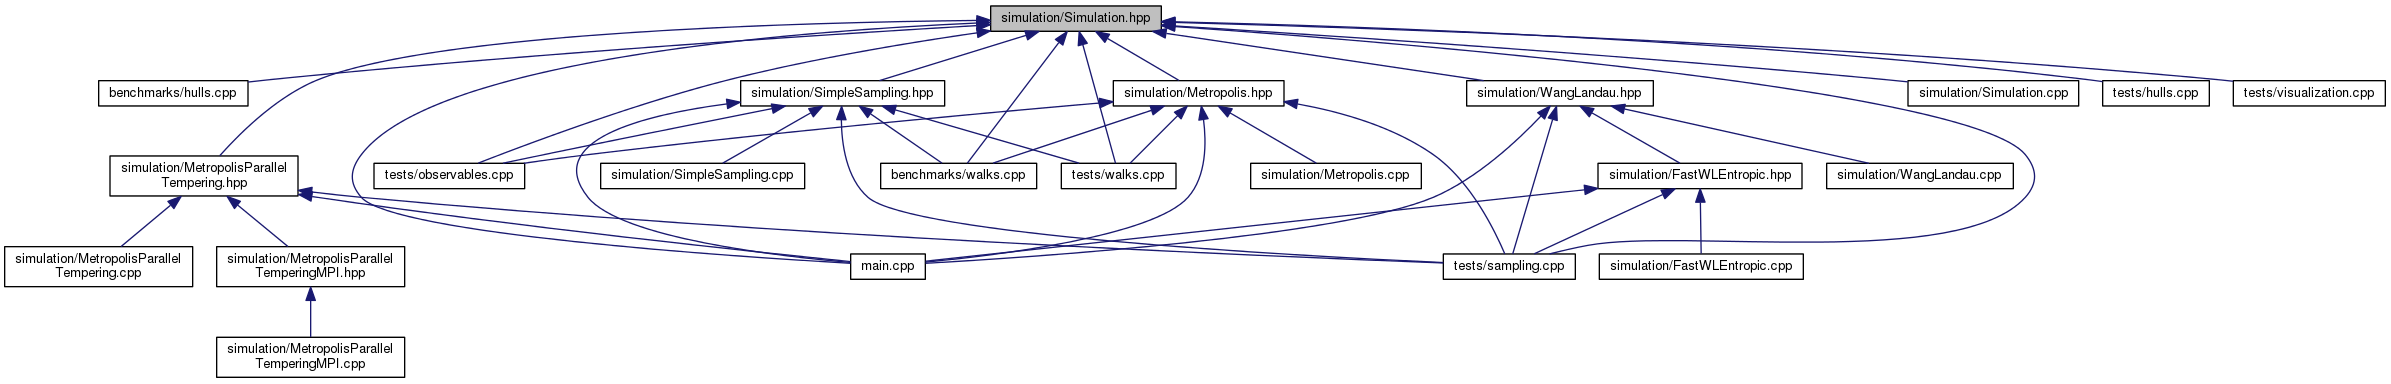 simulation/Simulation.hpp
benchmarks/hulls.cpp
simulation/SimpleSampling.hpp
simulation/Metropolis.hpp
simulation/WangLandau.hpp
simulation/Simulation.cpp
tests/hulls.cpp
tests/visualization.cpp
simulation/MetropolisParallel
Tempering.hpp
tests/observables.cpp
simulation/SimpleSampling.cpp
benchmarks/walks.cpp
tests/walks.cpp
simulation/Metropolis.cpp
simulation/FastWLEntropic.hpp
simulation/WangLandau.cpp
simulation/MetropolisParallel
Tempering.cpp
simulation/MetropolisParallel
TemperingMPI.hpp
main.cpp
tests/sampling.cpp
simulation/FastWLEntropic.cpp
simulation/MetropolisParallel
TemperingMPI.cpp